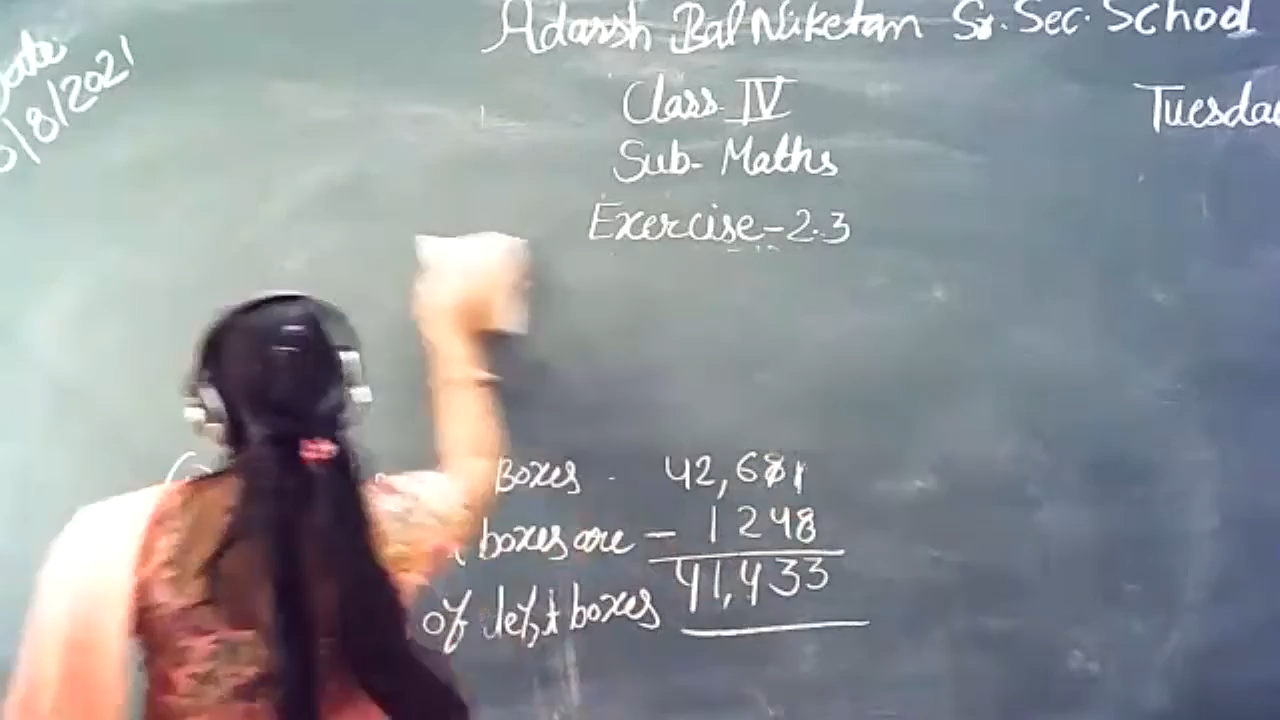 Adarsh Bal Niketan Sr. Sec. School
Date
/8/2021
Class IV
Tuesda
Sub- Maths
Exercise-2.3
Boxes - 42,681
boxes are - 1248
of left boxes 41,433